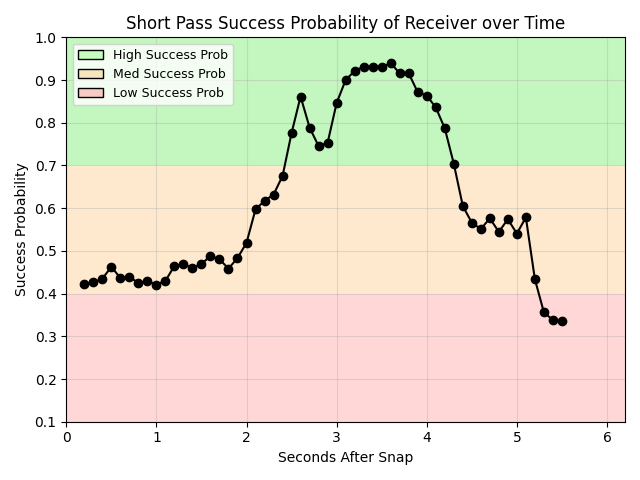 Short Pass Success Probability of Receiver over Time
High Success Prob
Med Success Prob
Low Success Prob
Success Probability
1.0
0.9
0.8
0.7
0.6
0.5
0.4
0.3
0.2
0.1
0 1 2 3 4 5 6
Seconds After Snap